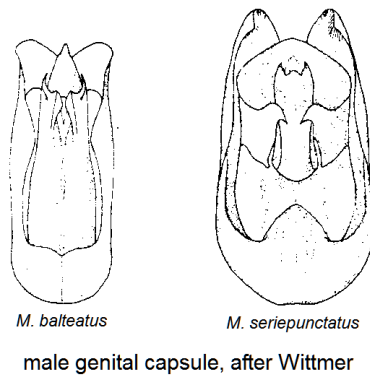 M. balteatus
M. seriepunctatus
male genital capsule, after Wittmer